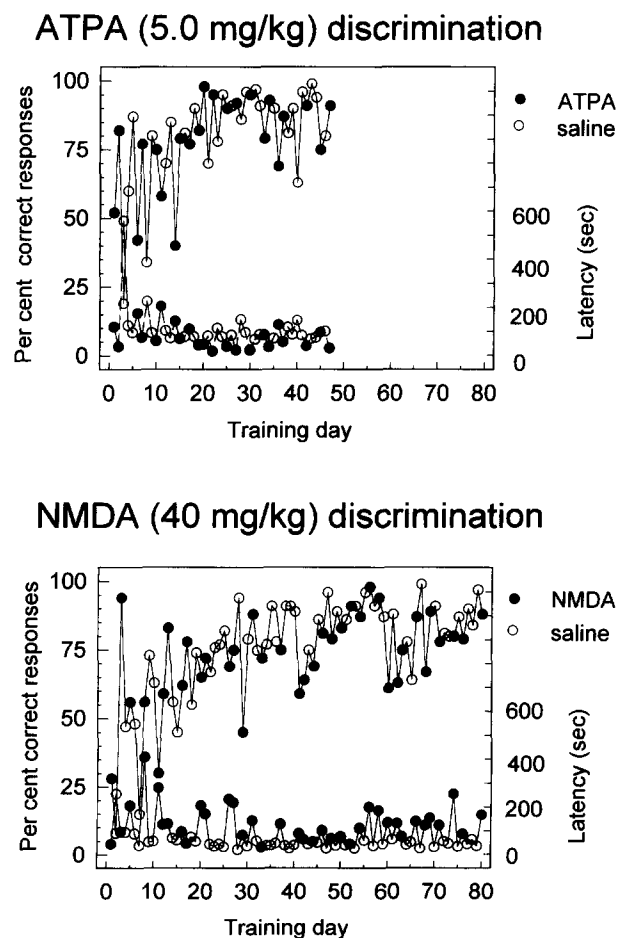 ATPA (5.0 mg/kg) discrimination
100
75
50
25
0
Per cent correct responses
ATPA
saline
600
400
200
0
Latency (sec)
0 10 20 30 40 50 60 70 80
Training day
NMDA (40 mg/kg) discrimination
100
75
50
25
0
Per cent correct responses
NMDA
saline
600
400
200
0
Latency (sec)
0 10 20 30 40 50 60 70 80
Training day